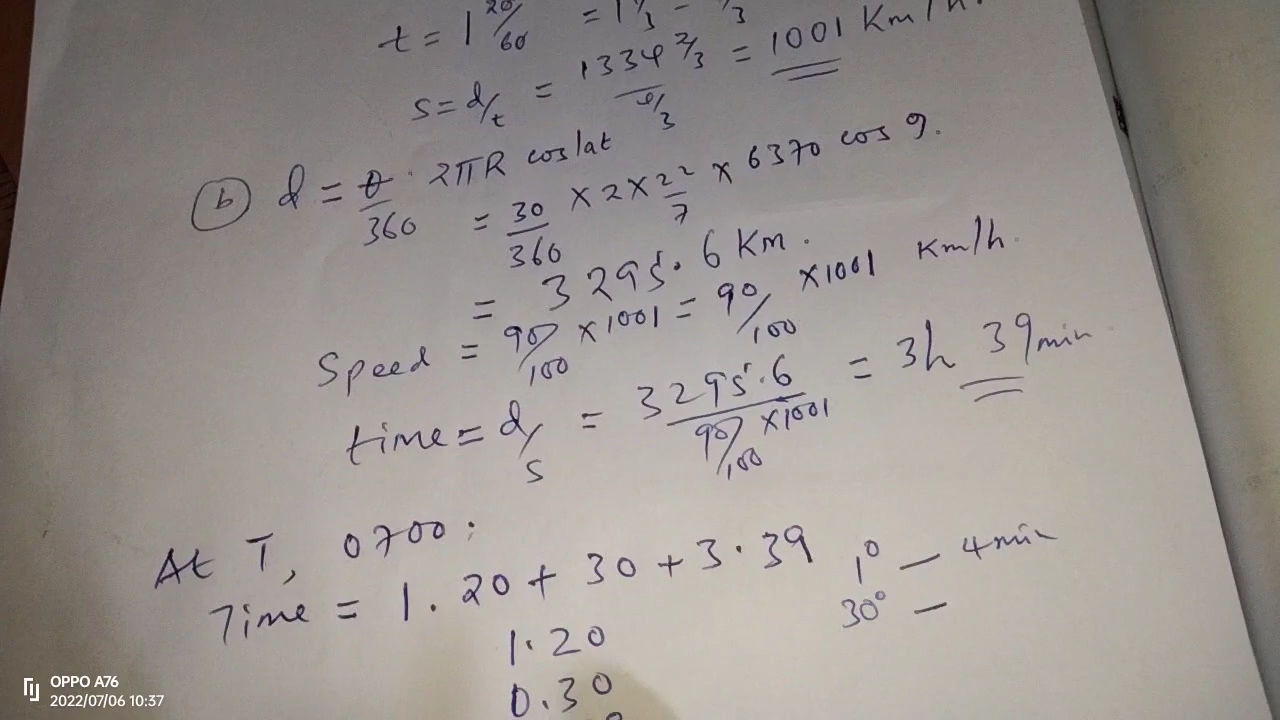 t = 1 20/60 = 1 1/3 -  /3
s = d/t = 1334 2/3 / /3 = 1001 Km/h.
(b) d = θ/360 . 2πR cos lat
= 30/360 × 2 × 22/7 × 6370 cos 9.
= 3295.6 Km.
Speed = 90/100 × 1001 = 90/100 × 1001 Km/h.
time = d/s = 3295.6 / 90/100 × 1001 = 3h 39min
At T, 0700:
Time = 1.20 + 30 + 3.39
1° — 4min
30° —
1.20
0.30
OPPO A76
2022/07/06 10:37